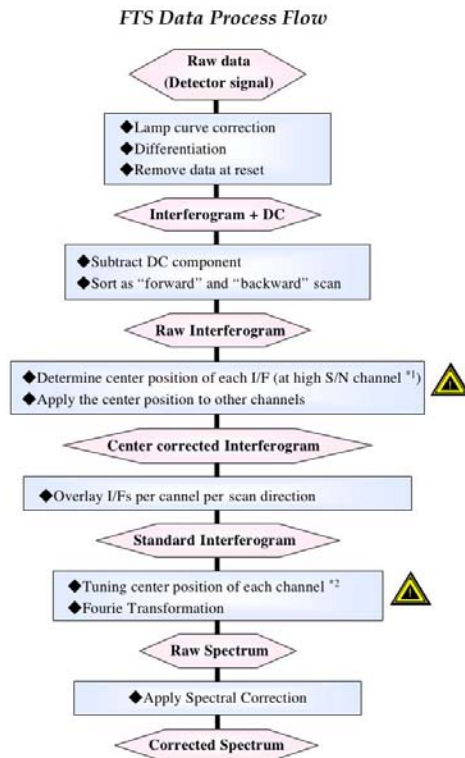 FTS Data Process Flow
Raw data
(Detector signal)
◆Lamp curve correction
◆Differentiation
◆Remove data at reset
Interferogram + DC
◆Subtract DC component
◆Sort as “forward” and “backward” scan
Raw Interferogram
◆Determine center position of each I/F (at high S/N channel *1)
◆Apply the center position to other channels
Center corrected Interferogram
◆Overlay I/Fs per cannel per scan direction
Standard Interferogram
◆Tuning center position of each channel *2
◆Fourie Transformation
Raw Spectrum
◆Apply Spectral Correction
Corrected Spectrum